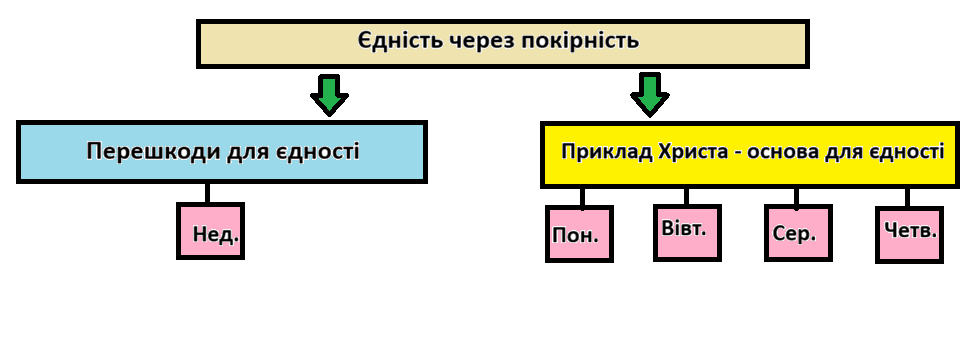 Єдність через покірність
Перешкоди для єдності
Приклад Христа - основа для єдності
Нед.
Пон.
Вівт.
Сер.
Четв.